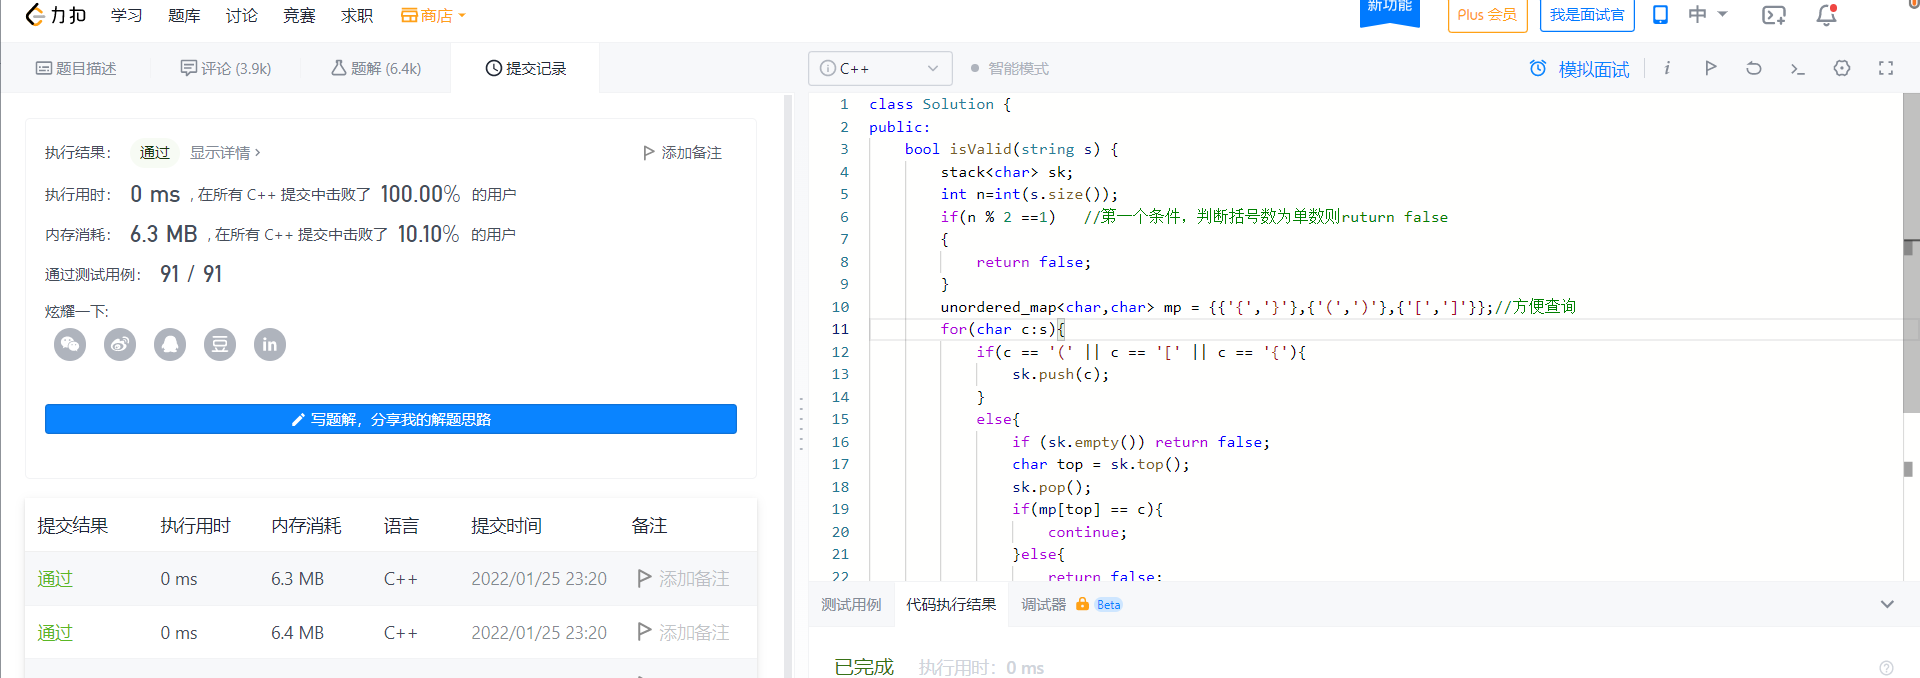 力扣 学习 题库 讨论 竞赛 求职 商店 新功能 Plus 会员 我是面试官 中
题目描述 评论 (3.9k) 题解 (6.4k) 提交记录
执行结果： 通过 显示详情 › 添加备注
执行用时： 0 ms , 在所有 C++ 提交中击败了 100.00% 的用户
内存消耗： 6.3 MB , 在所有 C++ 提交中击败了 10.10% 的用户
通过测试用例： 91 / 91
炫耀一下:
豆 in
写题解，分享我的解题思路
提交结果 执行用时 内存消耗 语言 提交时间 备注
通过 0 ms 6.3 MB C++ 2022/01/25 23:20 添加备注
通过 0 ms 6.4 MB C++ 2022/01/25 23:20 添加备注
C++ 智能模式 模拟面试 i
1 class Solution {
2 public:
3 bool isValid(string s) {
4 stack<char> sk;
5 int n=int(s.size());
6 if(n % 2 ==1) //第一个条件，判断括号数为单数则ruturn false
7 {
8 return false;
9 }
10 unordered_map<char,char> mp = {{'{','}'},{'(',')'},{'[',']'}};//方便查询
11 for(char c:s){
12 if(c == '(' || c == '[' || c == '{'){
13 sk.push(c);
14 }
15 else{
16 if (sk.empty()) return false;
17 char top = sk.top();
18 sk.pop();
19 if(mp[top] == c){
20 continue;
21 }else{
22 return false;
测试用例 代码执行结果 调试器 Beta
已完成 执行用时：0 ms